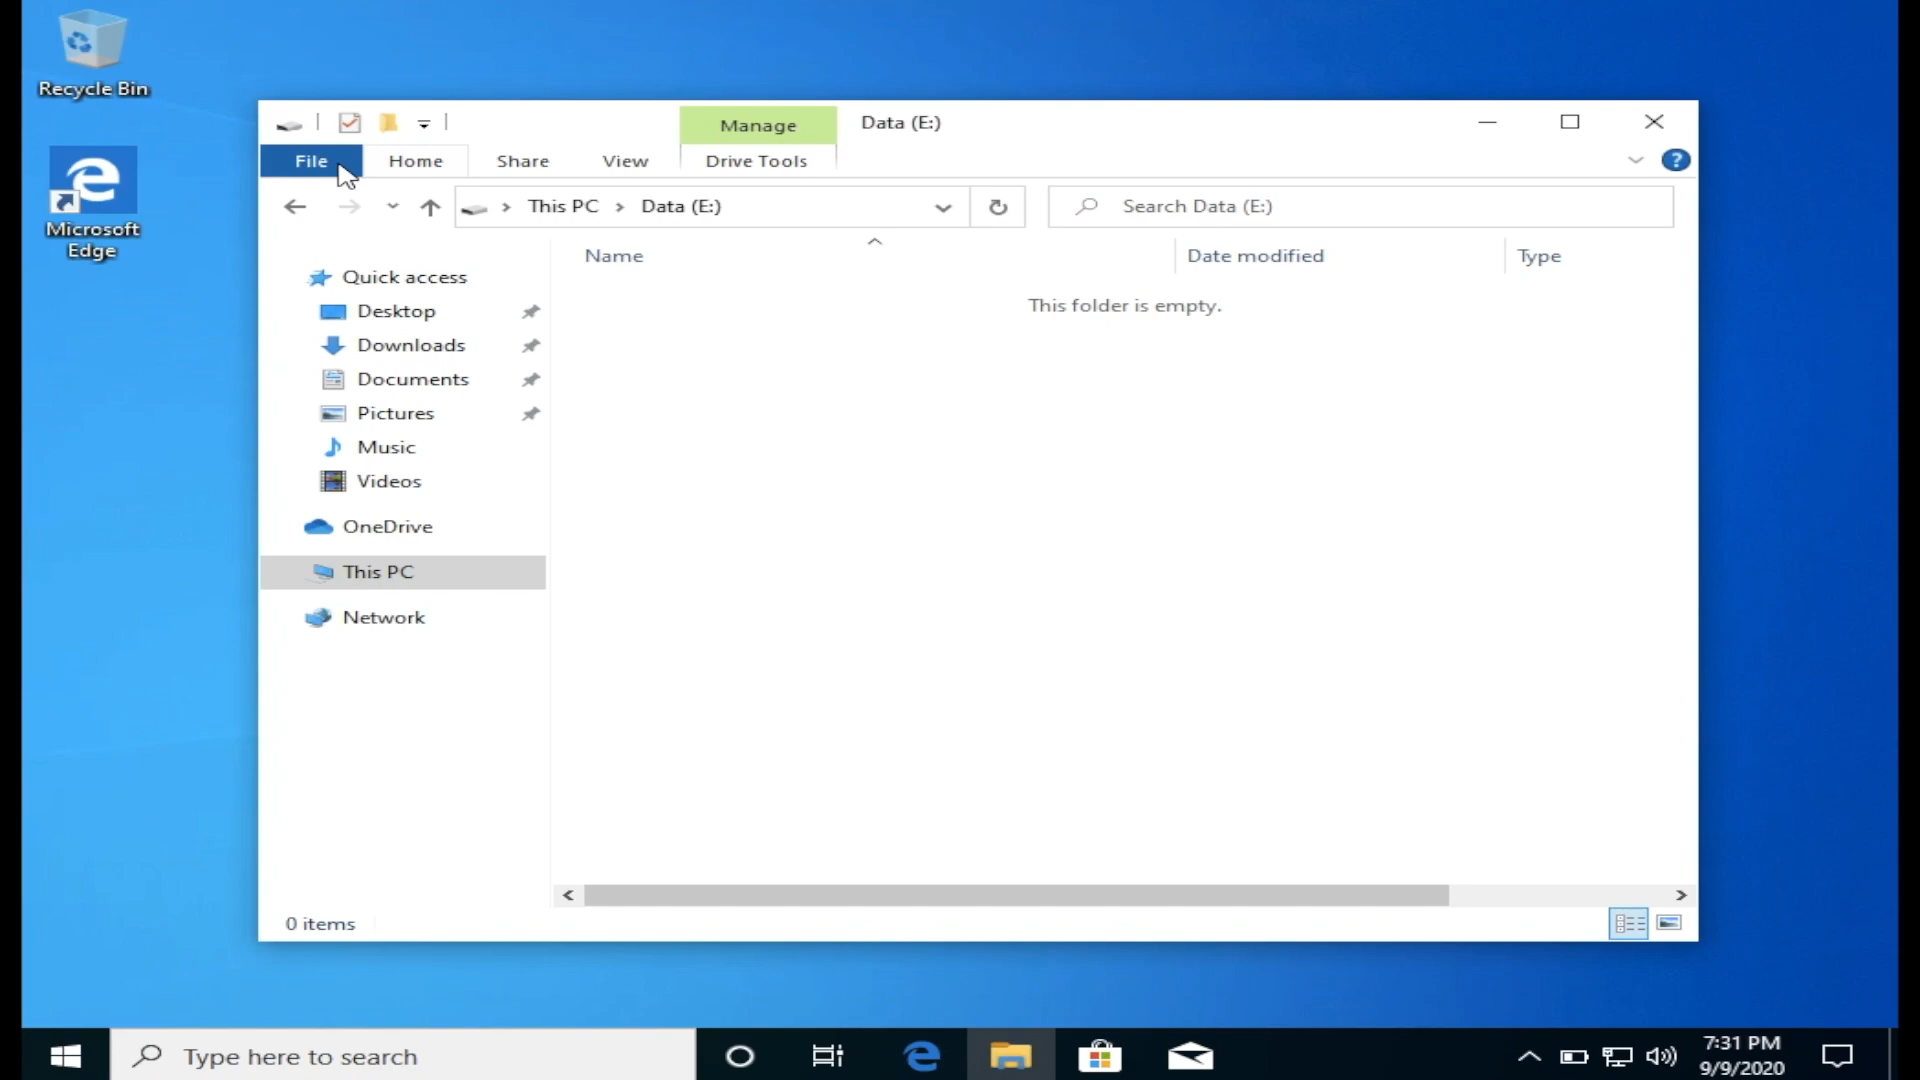 Recycle Bin
Microsoft
Edge
Manage
Data (E:)
File
Home
Share
View
Drive Tools
?
This PC
Data (E:)
Search Data (E:)
Name
Date modified
Type
This folder is empty.
Quick access
Desktop
Downloads
Documents
Pictures
Music
Videos
OneDrive
This PC
Network
0 items
Type here to search
7:31 PM
9/9/2020